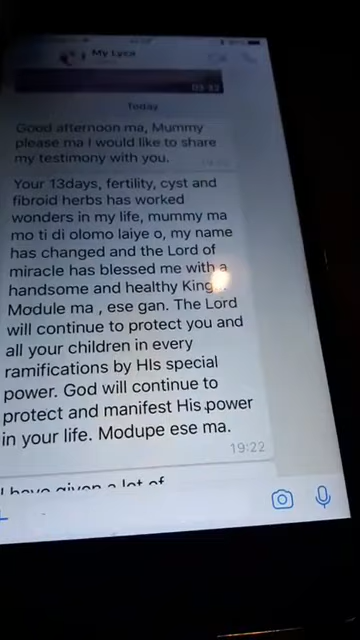 My Lyca
03:33
Today
Good afternoon ma, Mummy
please ma I would like to share
my testimony with you.
Your 13days, fertility, cyst and
fibroid herbs has worked
wonders in my life, mummy ma
mo ti di olomo laiye o, my name
has changed and the Lord of
miracle has blessed me with a
handsome and healthy King
Module ma , ese gan. The Lord
will continue to protect you and
all your children in every
ramifications by HIs special
power. God will continue to
protect and manifest His power
in your life. Modupe ese ma.
19:22
I have given a lot of